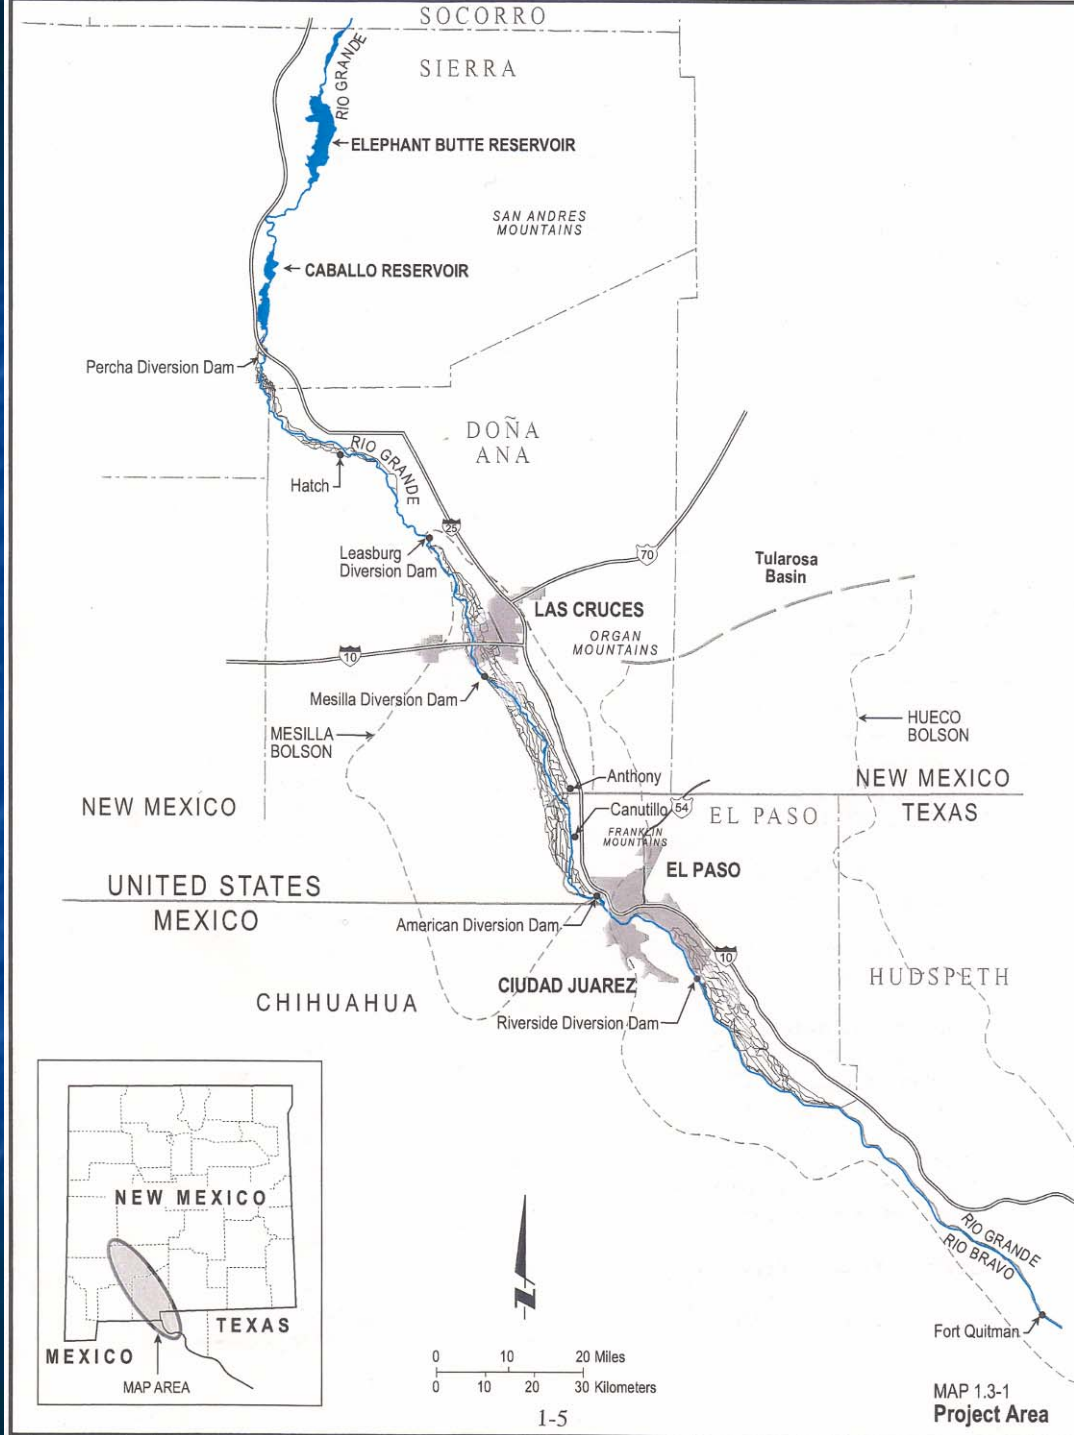 SOCORRO
SIERRA
RIO GRANDE
ELEPHANT BUTTE RESERVOIR
SAN ANDRES
MOUNTAINS
CABALLO RESERVOIR
Percha Diversion Dam
DOÑA
ANA
RIO GRANDE
Hatch
25
Leasburg
Diversion Dam
70
Tularosa
Basin
LAS CRUCES
ORGAN
MOUNTAINS
10
Mesilla Diversion Dam
MESILLA
BOLSON
HUECO
BOLSON
Anthony
NEW MEXICO
NEW MEXICO
TEXAS
Canutillo
54
EL PASO
FRANKLIN
MOUNTAINS
EL PASO
UNITED STATES
MEXICO
American Diversion Dam
10
HUDSPETH
CIUDAD JUAREZ
CHIHUAHUA
Riverside Diversion Dam
NEW MEXICO
TEXAS
MEXICO
MAP AREA
N
RIO GRANDE
RIO BRAVO
Fort Quitman
0 10 20 Miles
0 10 20 30 Kilometers
1-5
MAP 1.3-1
Project Area